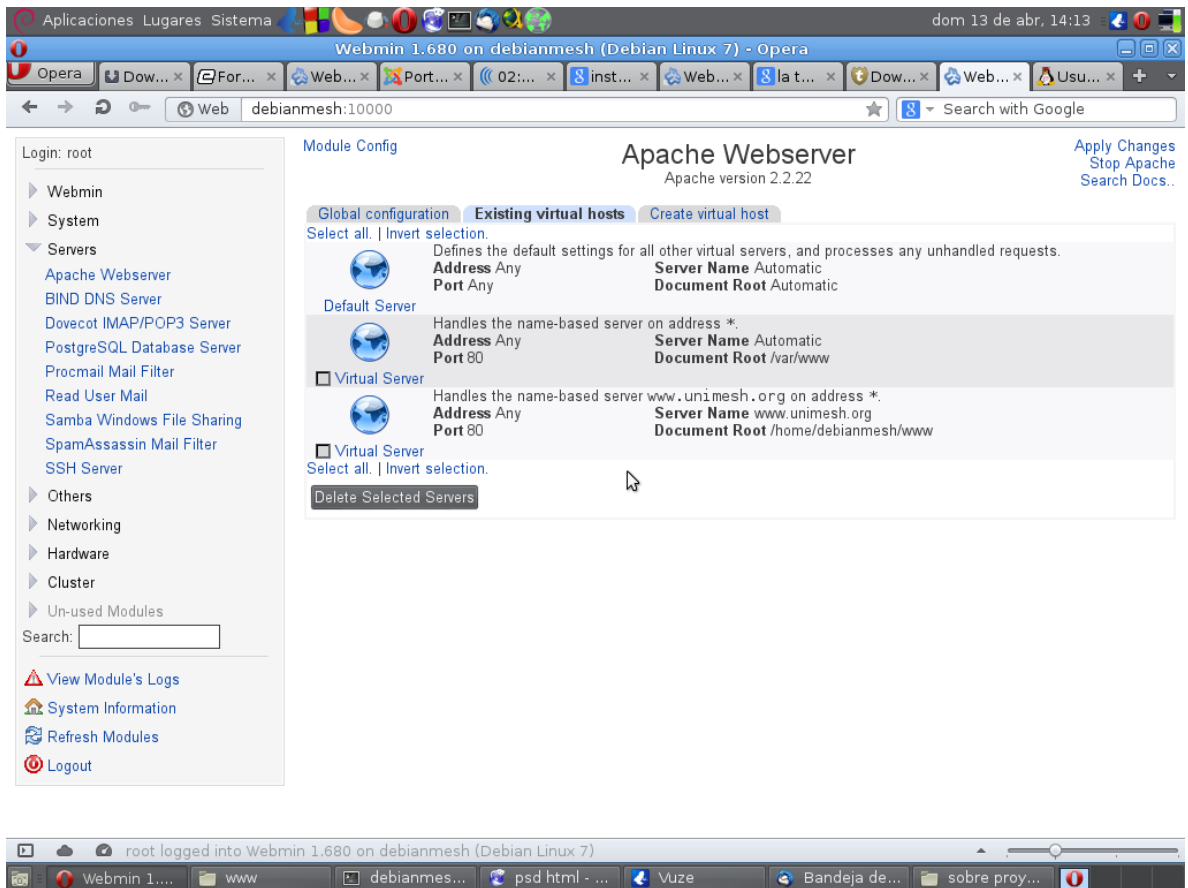 Aplicaciones Lugares Sistema dom 13 de abr, 14:13
Webmin 1.680 on debianmesh (Debian Linux 7) - Opera
Opera Dow... For... Web... Port... 02:... inst... Web... la t... Dow... Web... Usu...
Web debianmesh:10000 Search with Google
Login: root
Webmin
System
Servers
Apache Webserver
BIND DNS Server
Dovecot IMAP/POP3 Server
PostgreSQL Database Server
Procmail Mail Filter
Read User Mail
Samba Windows File Sharing
SpamAssassin Mail Filter
SSH Server
Others
Networking
Hardware
Cluster
Un-used Modules
Search:
View Module's Logs
System Information
Refresh Modules
Logout
Module Config
Apache Webserver
Apache version 2.2.22
Apply Changes
Stop Apache
Search Docs..
Global configuration Existing virtual hosts Create virtual host
Select all. | Invert selection.
Defines the default settings for all other virtual servers, and processes any unhandled requests.
Address Any Server Name Automatic
Port Any Document Root Automatic
Default Server
Handles the name-based server on address *.
Address Any Server Name Automatic
Port 80 Document Root /var/www
Virtual Server
Handles the name-based server www.unimesh.org on address *.
Address Any Server Name www.unimesh.org
Port 80 Document Root /home/debianmesh/www
Virtual Server
Select all. | Invert selection.
Delete Selected Servers
root logged into Webmin 1.680 on debianmesh (Debian Linux 7)
Webmin 1.... www debianmes... psd html - ... Vuze Bandeja de... sobre proy...